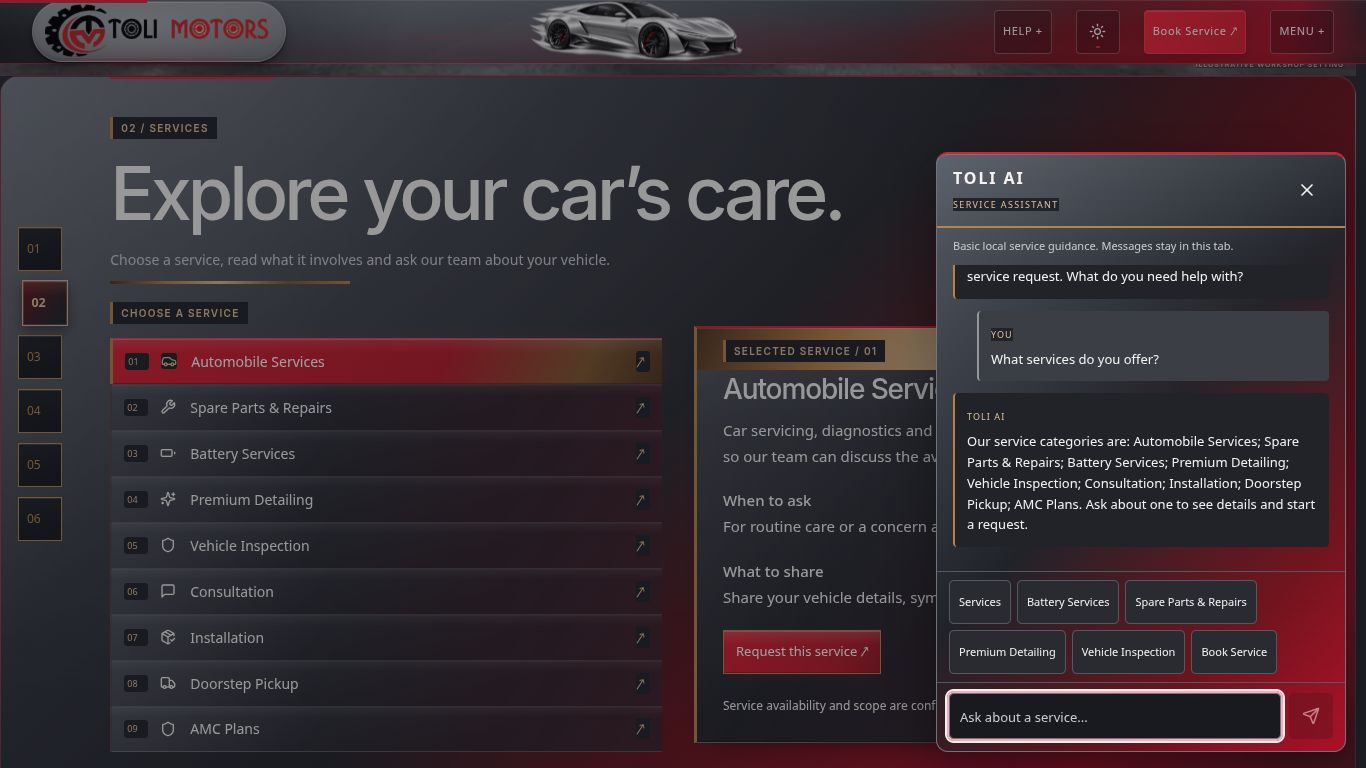 TOLI MOTORS
HELP +
Book Service ↗
MENU +
ILLUSTRATIVE WORKSHOP SETTING
02 / SERVICES
Explore your car’s care.
Choose a service, read what it involves and ask our team about your vehicle.
01
02
03
04
05
06
CHOOSE A SERVICE
01 Automobile Services ↗
02 Spare Parts & Repairs ↗
03 Battery Services ↗
04 Premium Detailing ↗
05 Vehicle Inspection ↗
06 Consultation ↗
07 Installation ↗
08 Doorstep Pickup ↗
09 AMC Plans ↗
SELECTED SERVICE / 01
Automobile Servi
Car servicing, diagnostics and
so our team can discuss the av
When to ask
For routine care or a concern a
What to share
Share your vehicle details, sym
Request this service ↗
Service availability and scope are conf
TOLI AI
SERVICE ASSISTANT
Basic local service guidance. Messages stay in this tab.
service request. What do you need help with?
YOU
What services do you offer?
TOLI AI
Our service categories are: Automobile Services; Spare
Parts & Repairs; Battery Services; Premium Detailing;
Vehicle Inspection; Consultation; Installation; Doorstep
Pickup; AMC Plans. Ask about one to see details and start
a request.
Services
Battery Services
Spare Parts & Repairs
Premium Detailing
Vehicle Inspection
Book Service
Ask about a service...